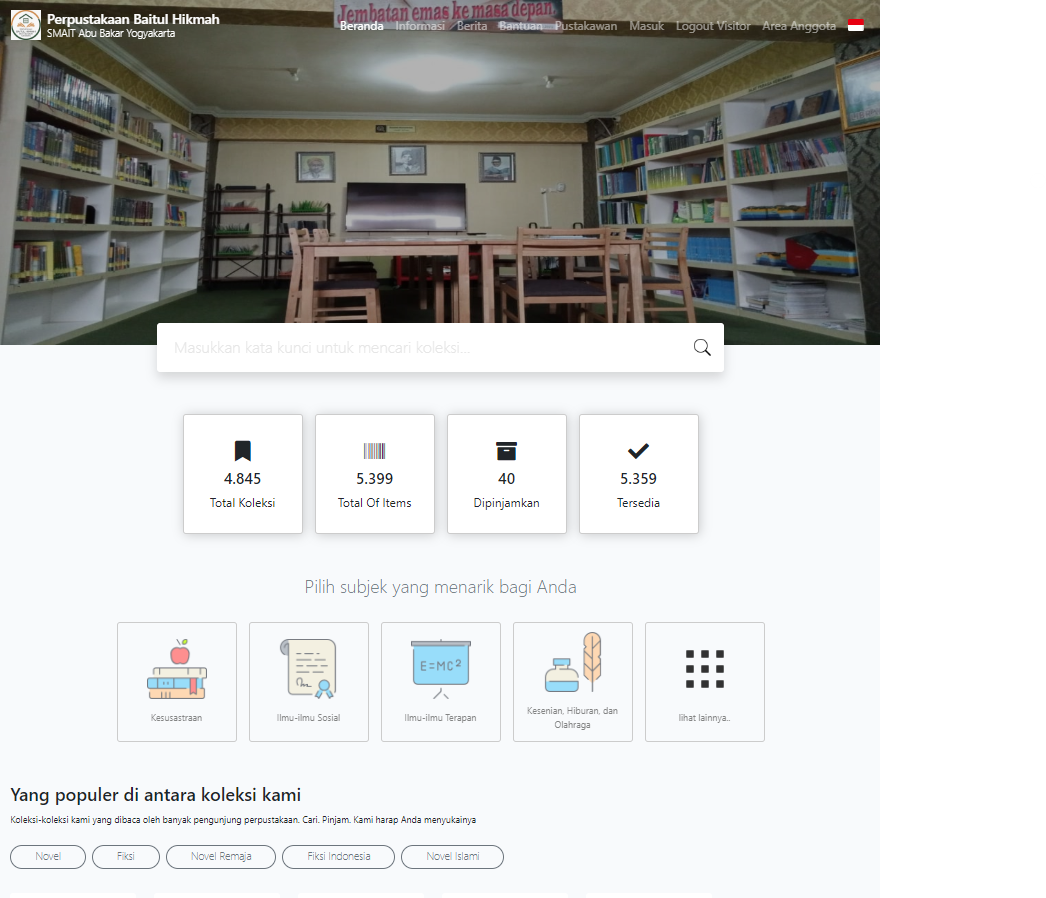 Perpustakaan Baitul Hikmah
SMAIT Abu Bakar Yogyakarta
Jembatan emas ke masa depan
Beranda Informasi Berita Bantuan Pustakawan Masuk Logout Visitor Area Anggota
Masukkan kata kunci untuk mencari koleksi...
4.845 5.399 40 5.359
Total Koleksi Total Of Items Dipinjamkan Tersedia
Pilih subjek yang menarik bagi Anda
E=MC²
Kesusastraan Ilmu-ilmu Sosial Ilmu-ilmu Terapan Kesenian, Hiburan, dan
Olahraga
lihat lainnya..
Yang populer di antara koleksi kami
Koleksi-koleksi kami yang dibaca oleh banyak pengunjung perpustakaan. Cari. Pinjam. Kami harap Anda menyukainya
Novel Fiksi Novel Remaja Fiksi Indonesia Novel Islami